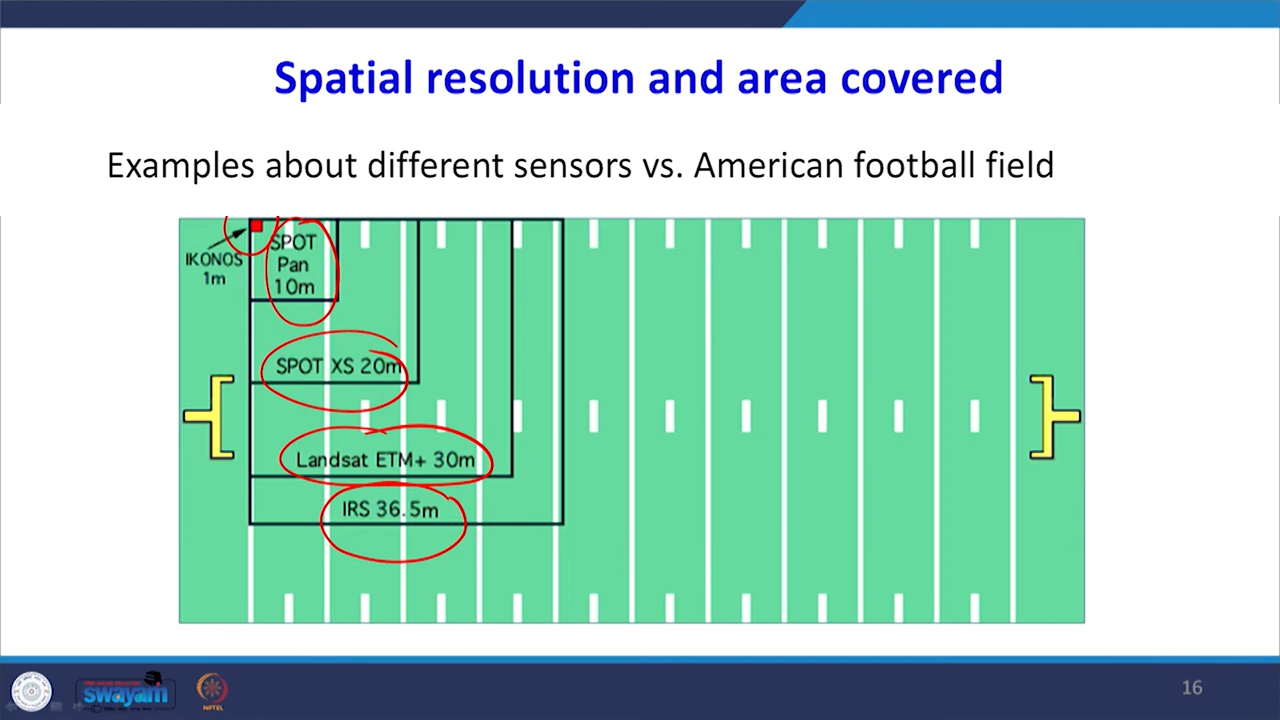 Spatial resolution and area covered
Examples about different sensors vs. American football field
IKONOS
1m
SPOT
Pan
10m
SPOT XS 20m
Landsat ETM+ 30m
IRS 36.5m
swayam
NPTEL
16